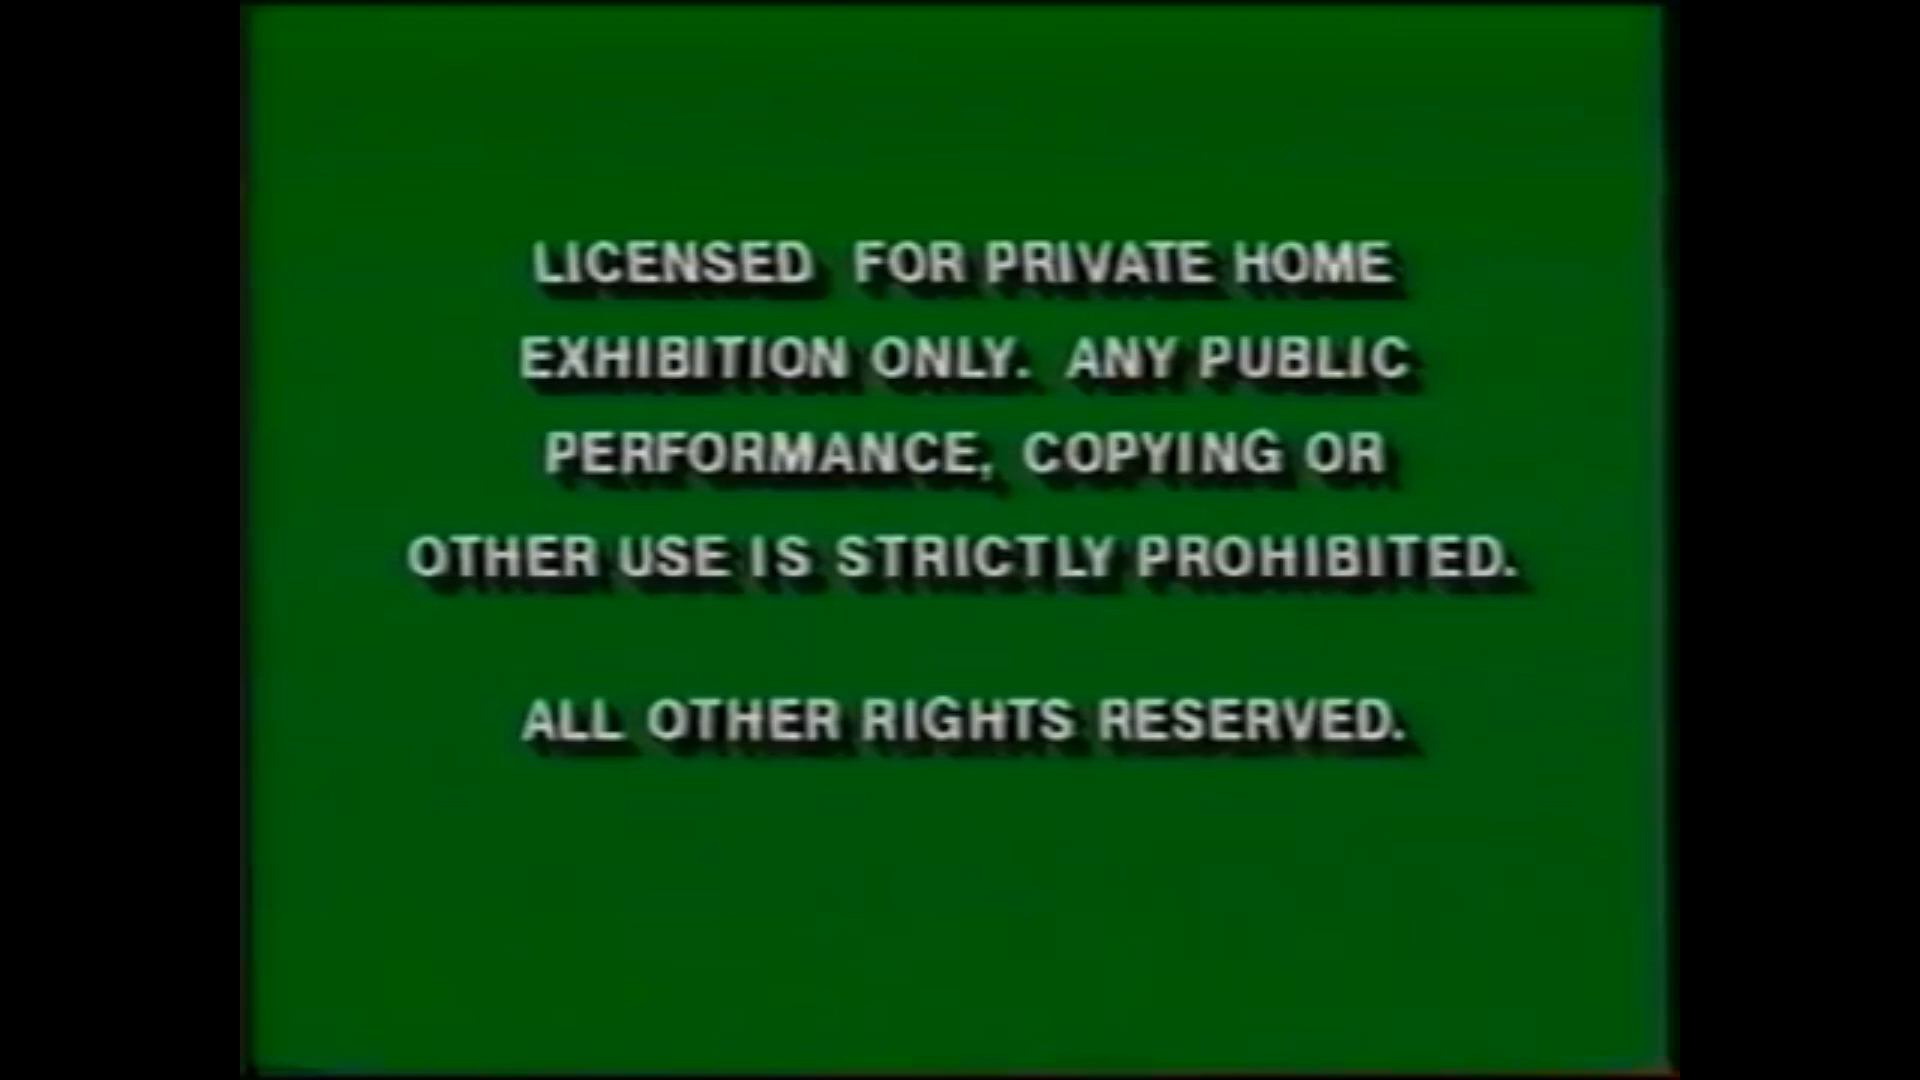 LICENSED FOR PRIVATE HOME
EXHIBITION ONLY. ANY PUBLIC
PERFORMANCE, COPYING OR
OTHER USE IS STRICTLY PROHIBITED.
ALL OTHER RIGHTS RESERVED.